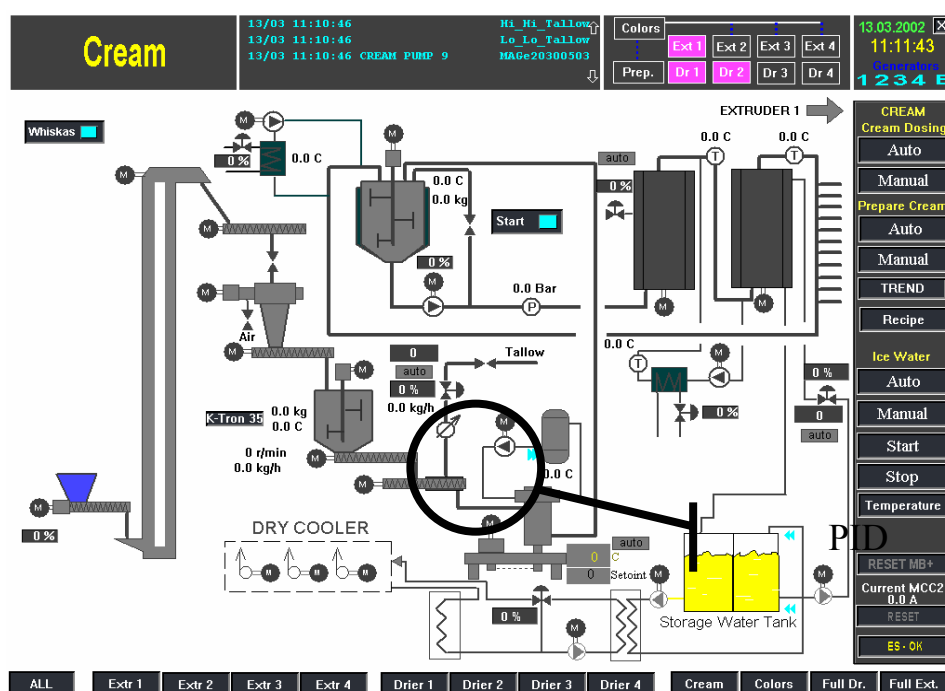 Cream
13/03 11:10:46 Hi_Hi_Tallow
13/03 11:10:46 Lo_Lo_Tallow
13/03 11:10:46 CREAM PUMP 9 MAGe20300503
Colors
Ext 1 Ext 2 Ext 3 Ext 4
Prep. Dr 1 Dr 2 Dr 3 Dr 4
13.03.2002 X
11:11:43
Generators
1 2 3 4 E
EXTRUDER 1
Whiskas
M
M
0 %
0.0 C
M
M
0.0 C
0.0 kg
Start
0 %
M
0.0 Bar
P
auto
0 %
0.0 C
T
0.0 C
T
M
M
M
M
Air
M
M
K-Tron 35
0.0 kg
0.0 C
0 r/min
0.0 kg/h
M
M
0
auto
0 %
0.0 kg/h
Tallow
M
0.0 C
0.0 C
T
M
0 %
0 %
0
auto
M
0 %
DRY COOLER
M M M
M
auto
0 C
0 Setoint
0 %
M
M
M
Storage Water Tank
PID
CREAM
Cream Dosing
Auto
Manual
Prepare Cream
Auto
Manual
TREND
Recipe
Ice Water
Auto
Manual
Start
Stop
Temperature
RESET MB+
Current MCC2
0.0 A
RESET
ES - OK
ALL Extr 1 Extr 2 Extr 3 Extr 4 Drier 1 Drier 2 Drier 3 Drier 4 Cream Colors Full Dr. Full Ext.